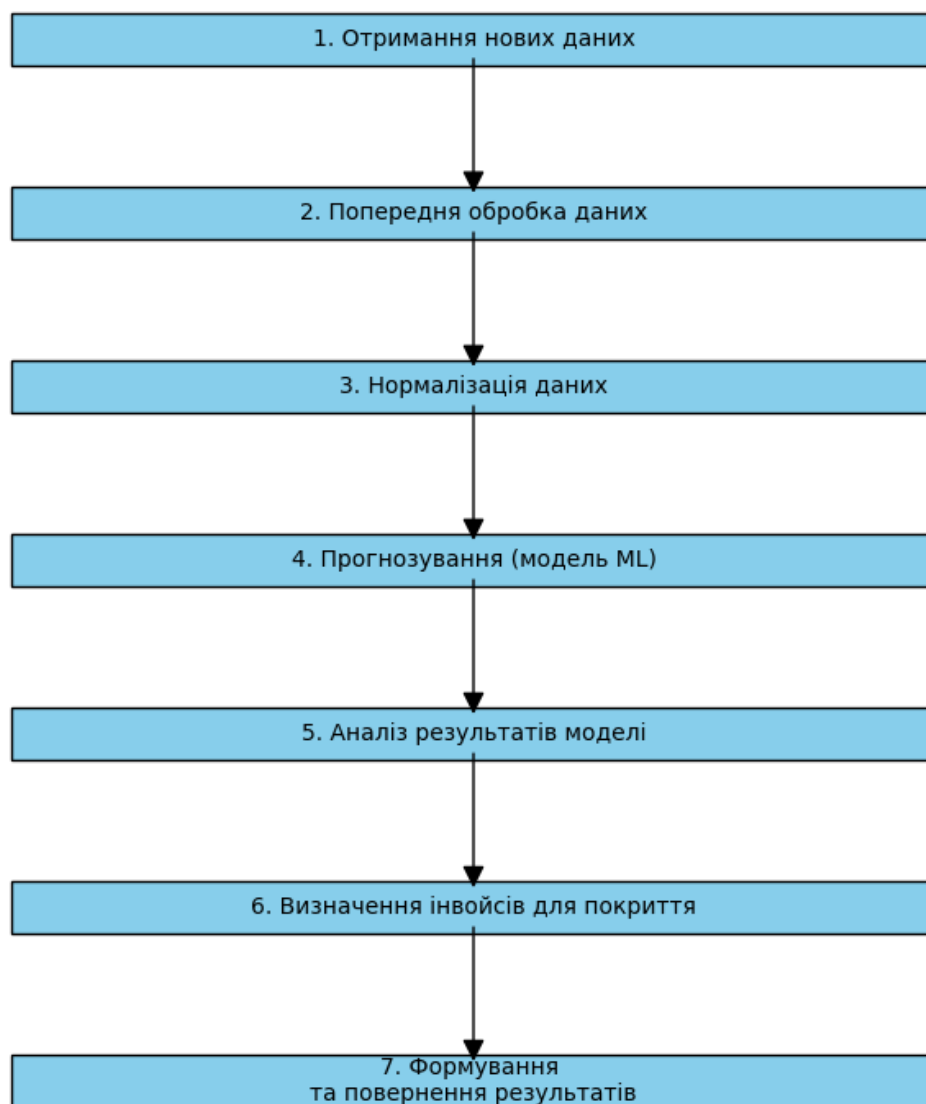 1. Отримання нових даних
2. Попередня обробка даних
3. Нормалізація даних
4. Прогнозування (модель ML)
5. Аналіз результатів моделі
6. Визначення інвойсів для покриття
7. Формування
та повернення результатів